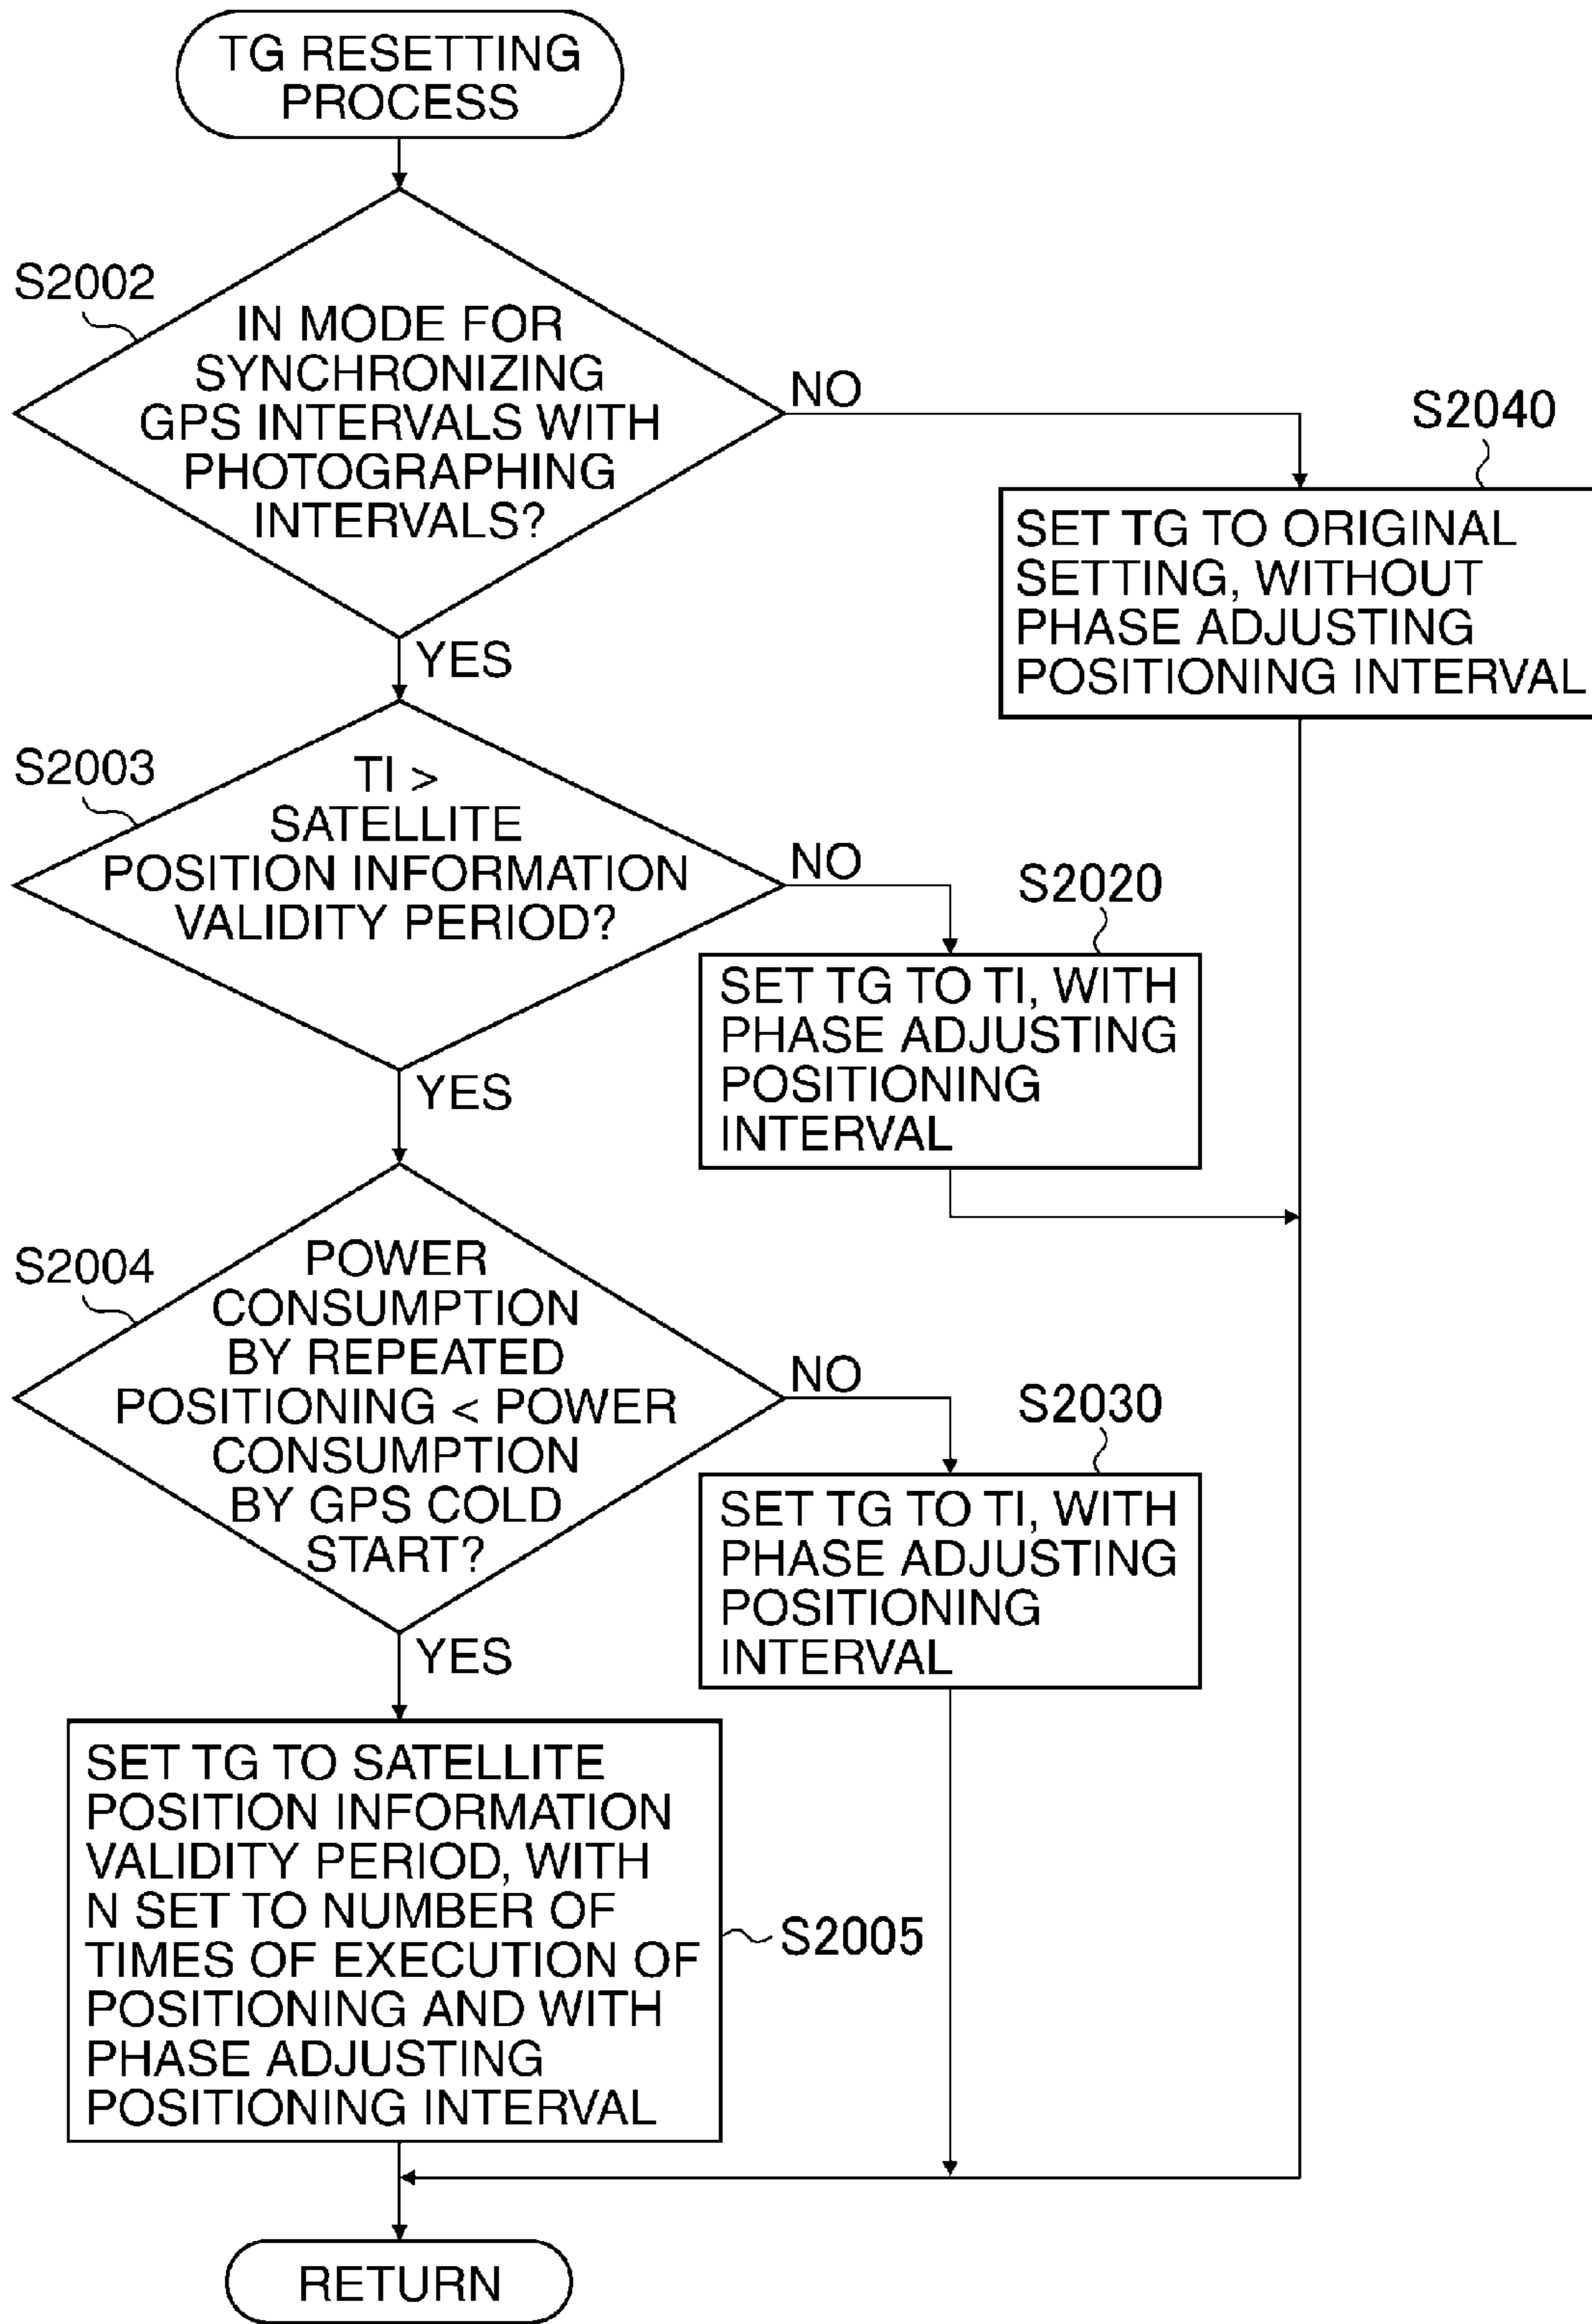 TG RESETTING
PROCESS
S2002
IN MODE FOR
SYNCHRONIZING
GPS INTERVALS WITH
PHOTOGRAPHING
INTERVALS?
NO
S2040
SET TG TO ORIGINAL
SETTING, WITHOUT
PHASE ADJUSTING
POSITIONING INTERVAL
YES
S2003
TI >
SATELLITE
POSITION INFORMATION
VALIDITY PERIOD?
NO
S2020
SET TG TO TI, WITH
PHASE ADJUSTING
POSITIONING
INTERVAL
YES
S2004
POWER
CONSUMPTION
BY REPEATED
POSITIONING < POWER
CONSUMPTION
BY GPS COLD
START?
NO
S2030
SET TG TO TI, WITH
PHASE ADJUSTING
POSITIONING
INTERVAL
YES
SET TG TO SATELLITE
POSITION INFORMATION
VALIDITY PERIOD, WITH
N SET TO NUMBER OF
TIMES OF EXECUTION OF
POSITIONING AND WITH
PHASE ADJUSTING
POSITIONING INTERVAL
S2005
RETURN